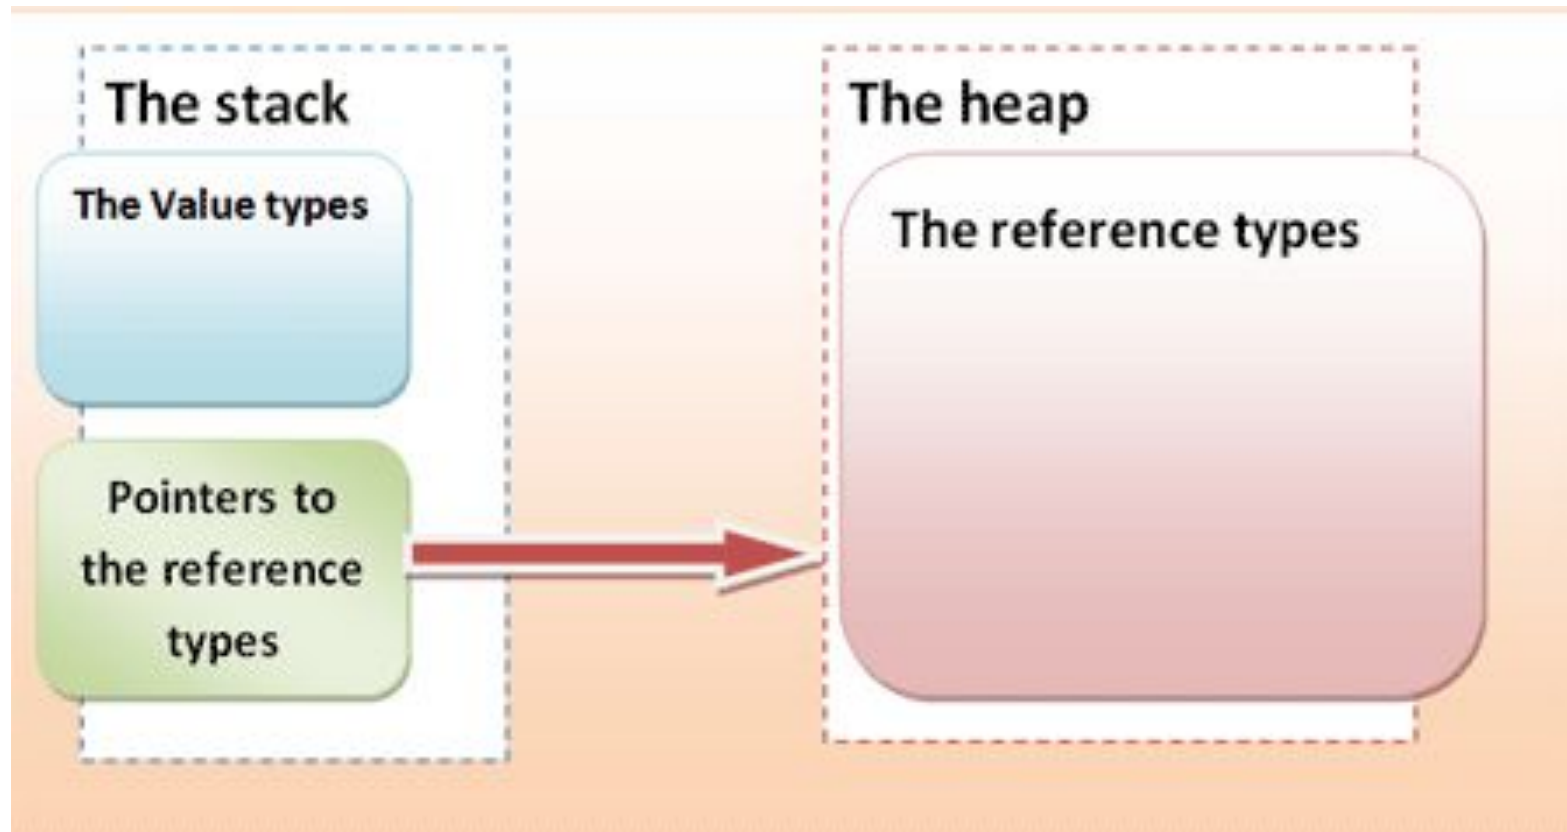 The stack
The Value types
Pointers to
the reference
types
The heap
The reference types